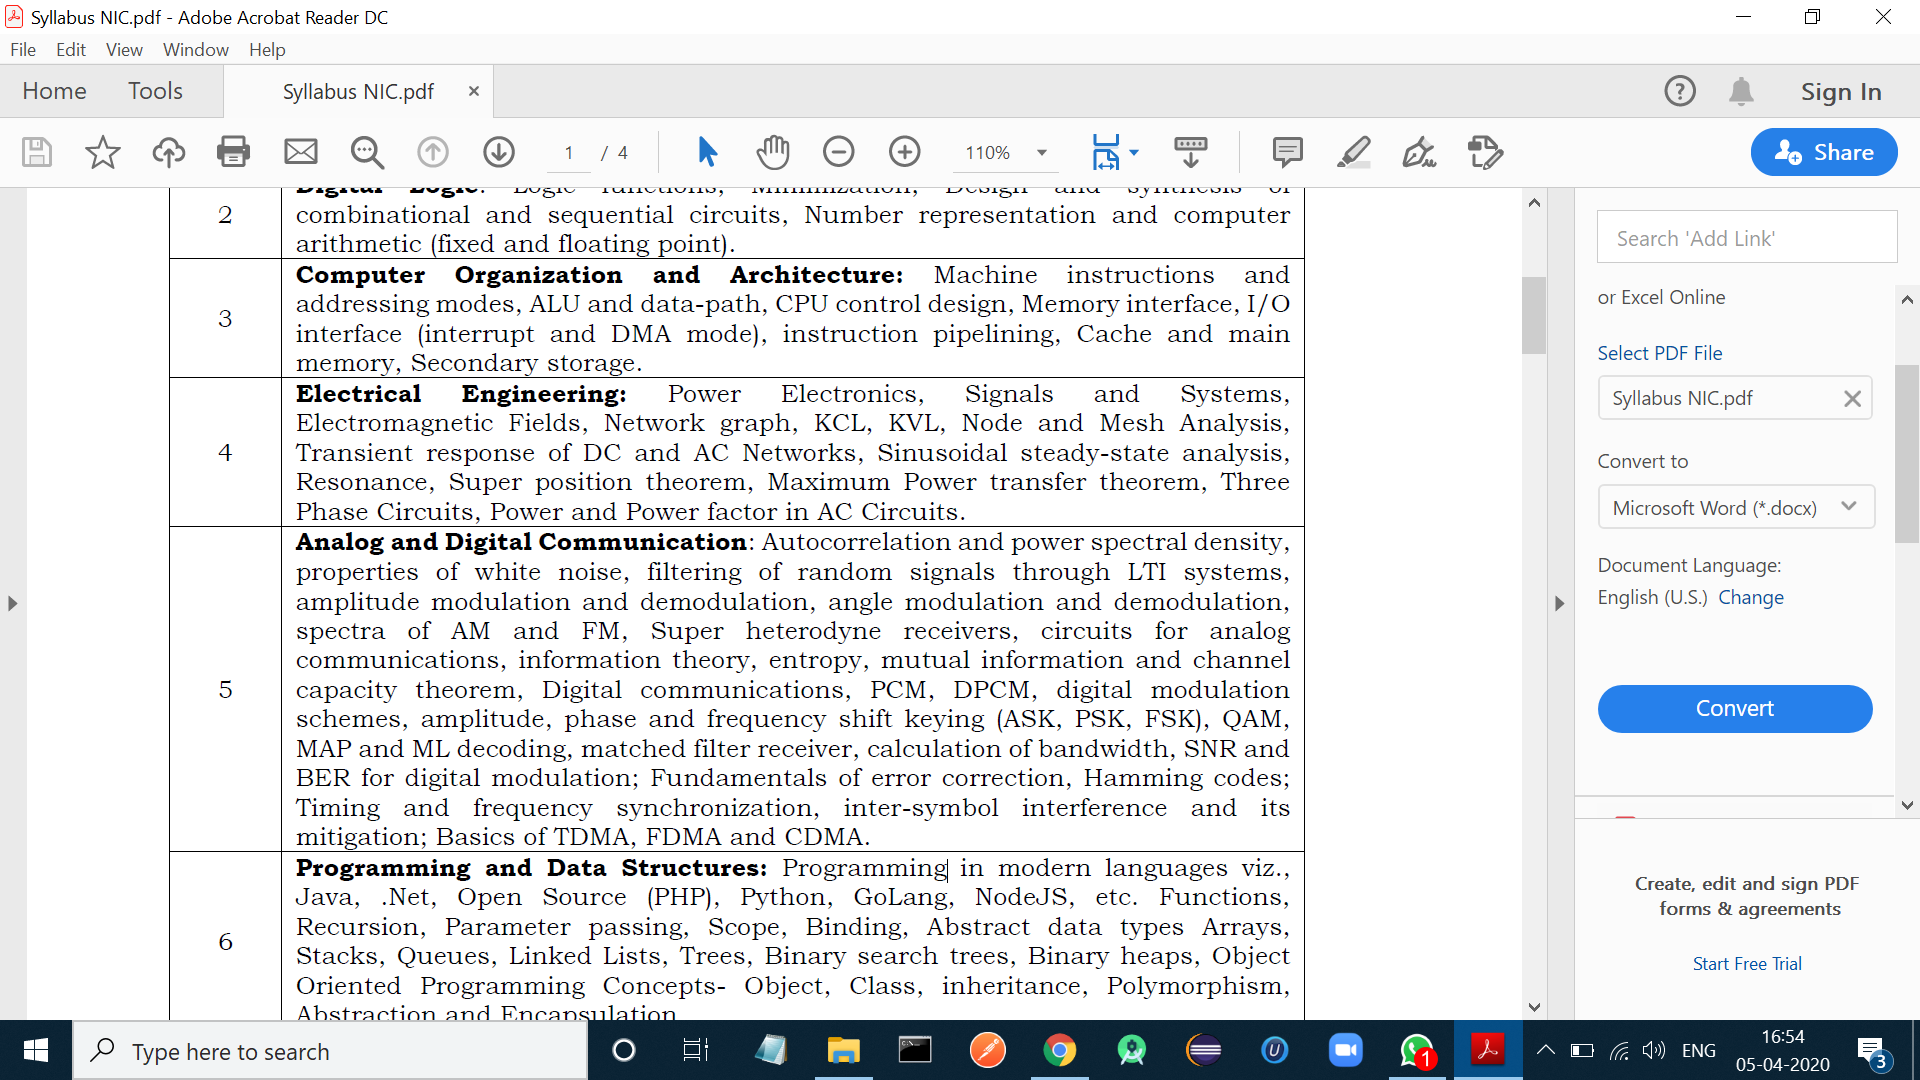 Syllabus NIC.pdf - Adobe Acrobat Reader DC
File Edit View Window Help
Home Tools Syllabus NIC.pdf × Sign In
1 / 4 110% Share
Digital Logic: Logic functions, Minimization, Design and synthesis of
2 combinational and sequential circuits, Number representation and computer
arithmetic (fixed and floating point).
Computer Organization and Architecture: Machine instructions and
addressing modes, ALU and data-path, CPU control design, Memory interface, I/O
3
interface (interrupt and DMA mode), instruction pipelining, Cache and main
memory, Secondary storage.
Electrical Engineering: Power Electronics, Signals and Systems,
Electromagnetic Fields, Network graph, KCL, KVL, Node and Mesh Analysis,
4 Transient response of DC and AC Networks, Sinusoidal steady-state analysis,
Resonance, Super position theorem, Maximum Power transfer theorem, Three
Phase Circuits, Power and Power factor in AC Circuits.
Analog and Digital Communication: Autocorrelation and power spectral density,
properties of white noise, filtering of random signals through LTI systems,
amplitude modulation and demodulation, angle modulation and demodulation,
spectra of AM and FM, Super heterodyne receivers, circuits for analog
communications, information theory, entropy, mutual information and channel
5 capacity theorem, Digital communications, PCM, DPCM, digital modulation
schemes, amplitude, phase and frequency shift keying (ASK, PSK, FSK), QAM,
MAP and ML decoding, matched filter receiver, calculation of bandwidth, SNR and
BER for digital modulation; Fundamentals of error correction, Hamming codes;
Timing and frequency synchronization, inter-symbol interference and its
mitigation; Basics of TDMA, FDMA and CDMA.
Programming and Data Structures: Programming in modern languages viz.,
Java, .Net, Open Source (PHP), Python, GoLang, NodeJS, etc. Functions,
Recursion, Parameter passing, Scope, Binding, Abstract data types Arrays,
6
Stacks, Queues, Linked Lists, Trees, Binary search trees, Binary heaps, Object
Oriented Programming Concepts- Object, Class, inheritance, Polymorphism,
Abstraction and Encapsulation
Search 'Add Link'
or Excel Online
Select PDF File
Syllabus NIC.pdf
Convert to
Microsoft Word (*.docx)
Document Language:
English (U.S.) Change
Convert
Create, edit and sign PDF
forms & agreements
Start Free Trial
Type here to search
1
ENG
16:54
05-04-2020
3